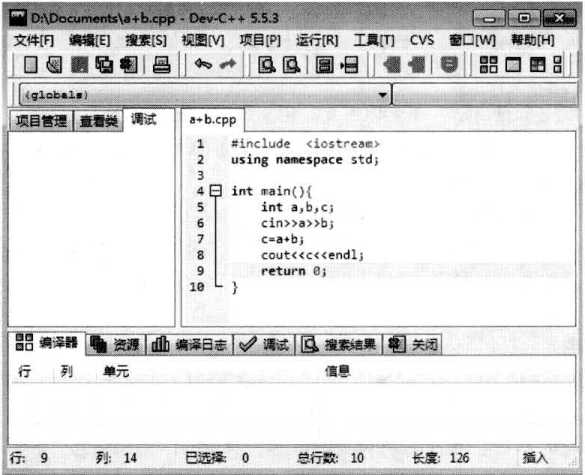 D:\Documents\a+b.cpp - Dev-C++ 5.5.3
文件[F] 编辑[E] 搜索[S] 视图[V] 项目[P] 运行[R] 工具[T] CVS 窗口[W] 帮助[H]
(globals)
项目管理 查看类 调试 a+b.cpp
1 #include <iostream>
2 using namespace std;
3
4 int main(){
5 int a,b,c;
6 cin>>a>>b;
7 c=a+b;
8 cout<<c<<endl;
9 return 0;
10 }
编译器 资源 编译日志 调试 搜索结果 关闭
行 列 单元 信息
行: 9 列: 14 已选择: 0 总行数: 10 长度: 126 插入